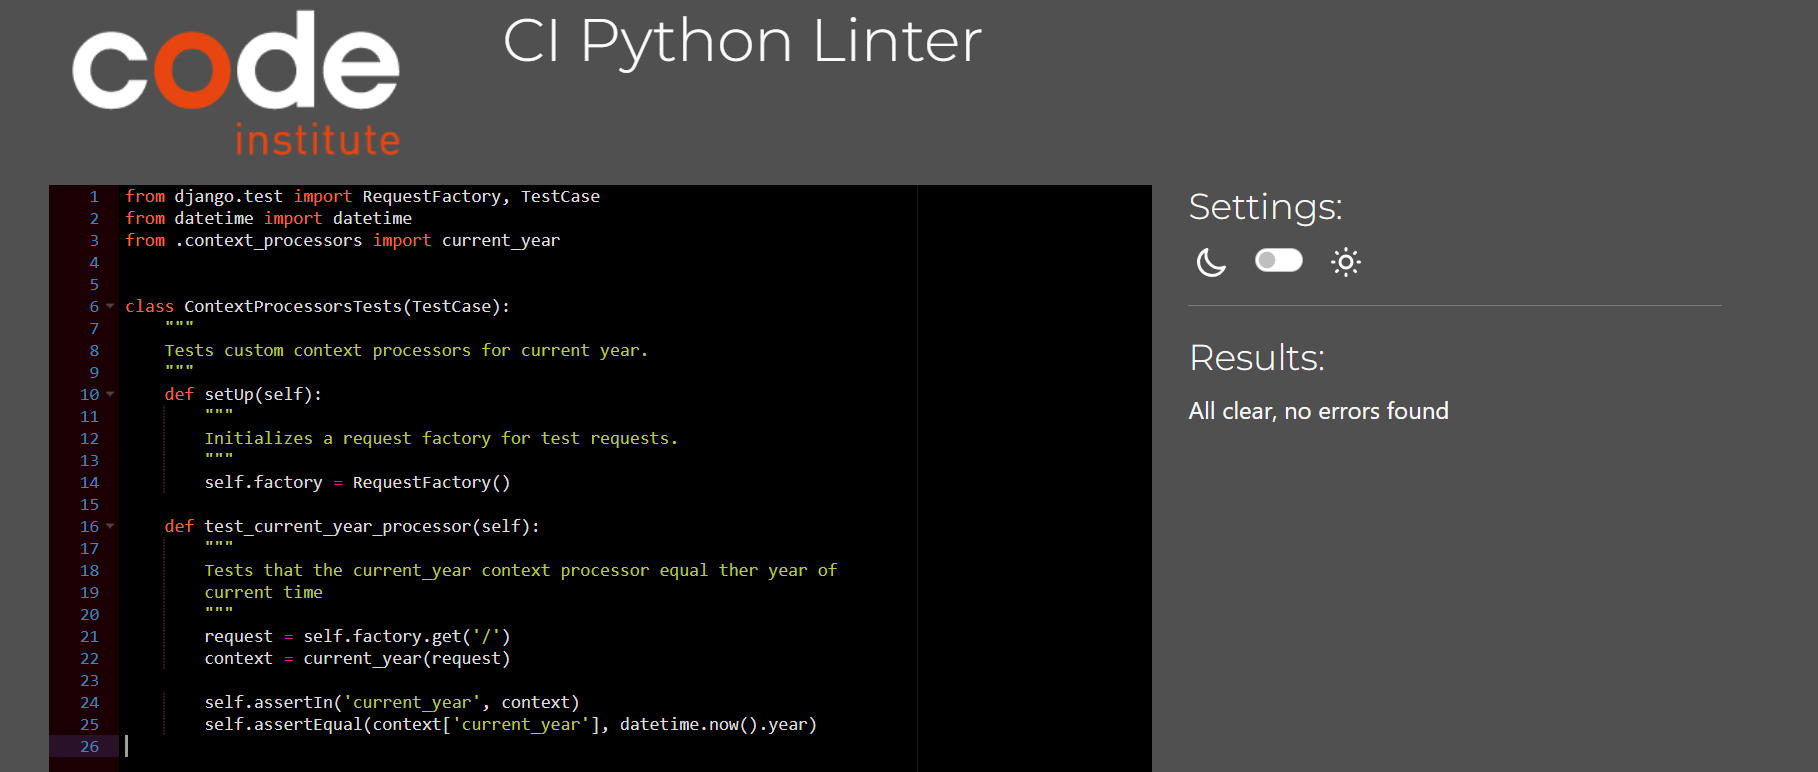 code
institute
CI Python Linter
1 from django.test import RequestFactory, TestCase
2 from datetime import datetime
3 from .context_processors import current_year
4
5
6 class ContextProcessorsTests(TestCase):
7     """
8     Tests custom context processors for current year.
9     """
10     def setUp(self):
11         """
12         Initializes a request factory for test requests.
13         """
14         self.factory = RequestFactory()
15
16     def test_current_year_processor(self):
17         """
18         Tests that the current_year context processor equal ther year of
19         current time
20         """
21         request = self.factory.get('/')
22         context = current_year(request)
23
24         self.assertIn('current_year', context)
25         self.assertEqual(context['current_year'], datetime.now().year)
26
Settings:
Results:
All clear, no errors found